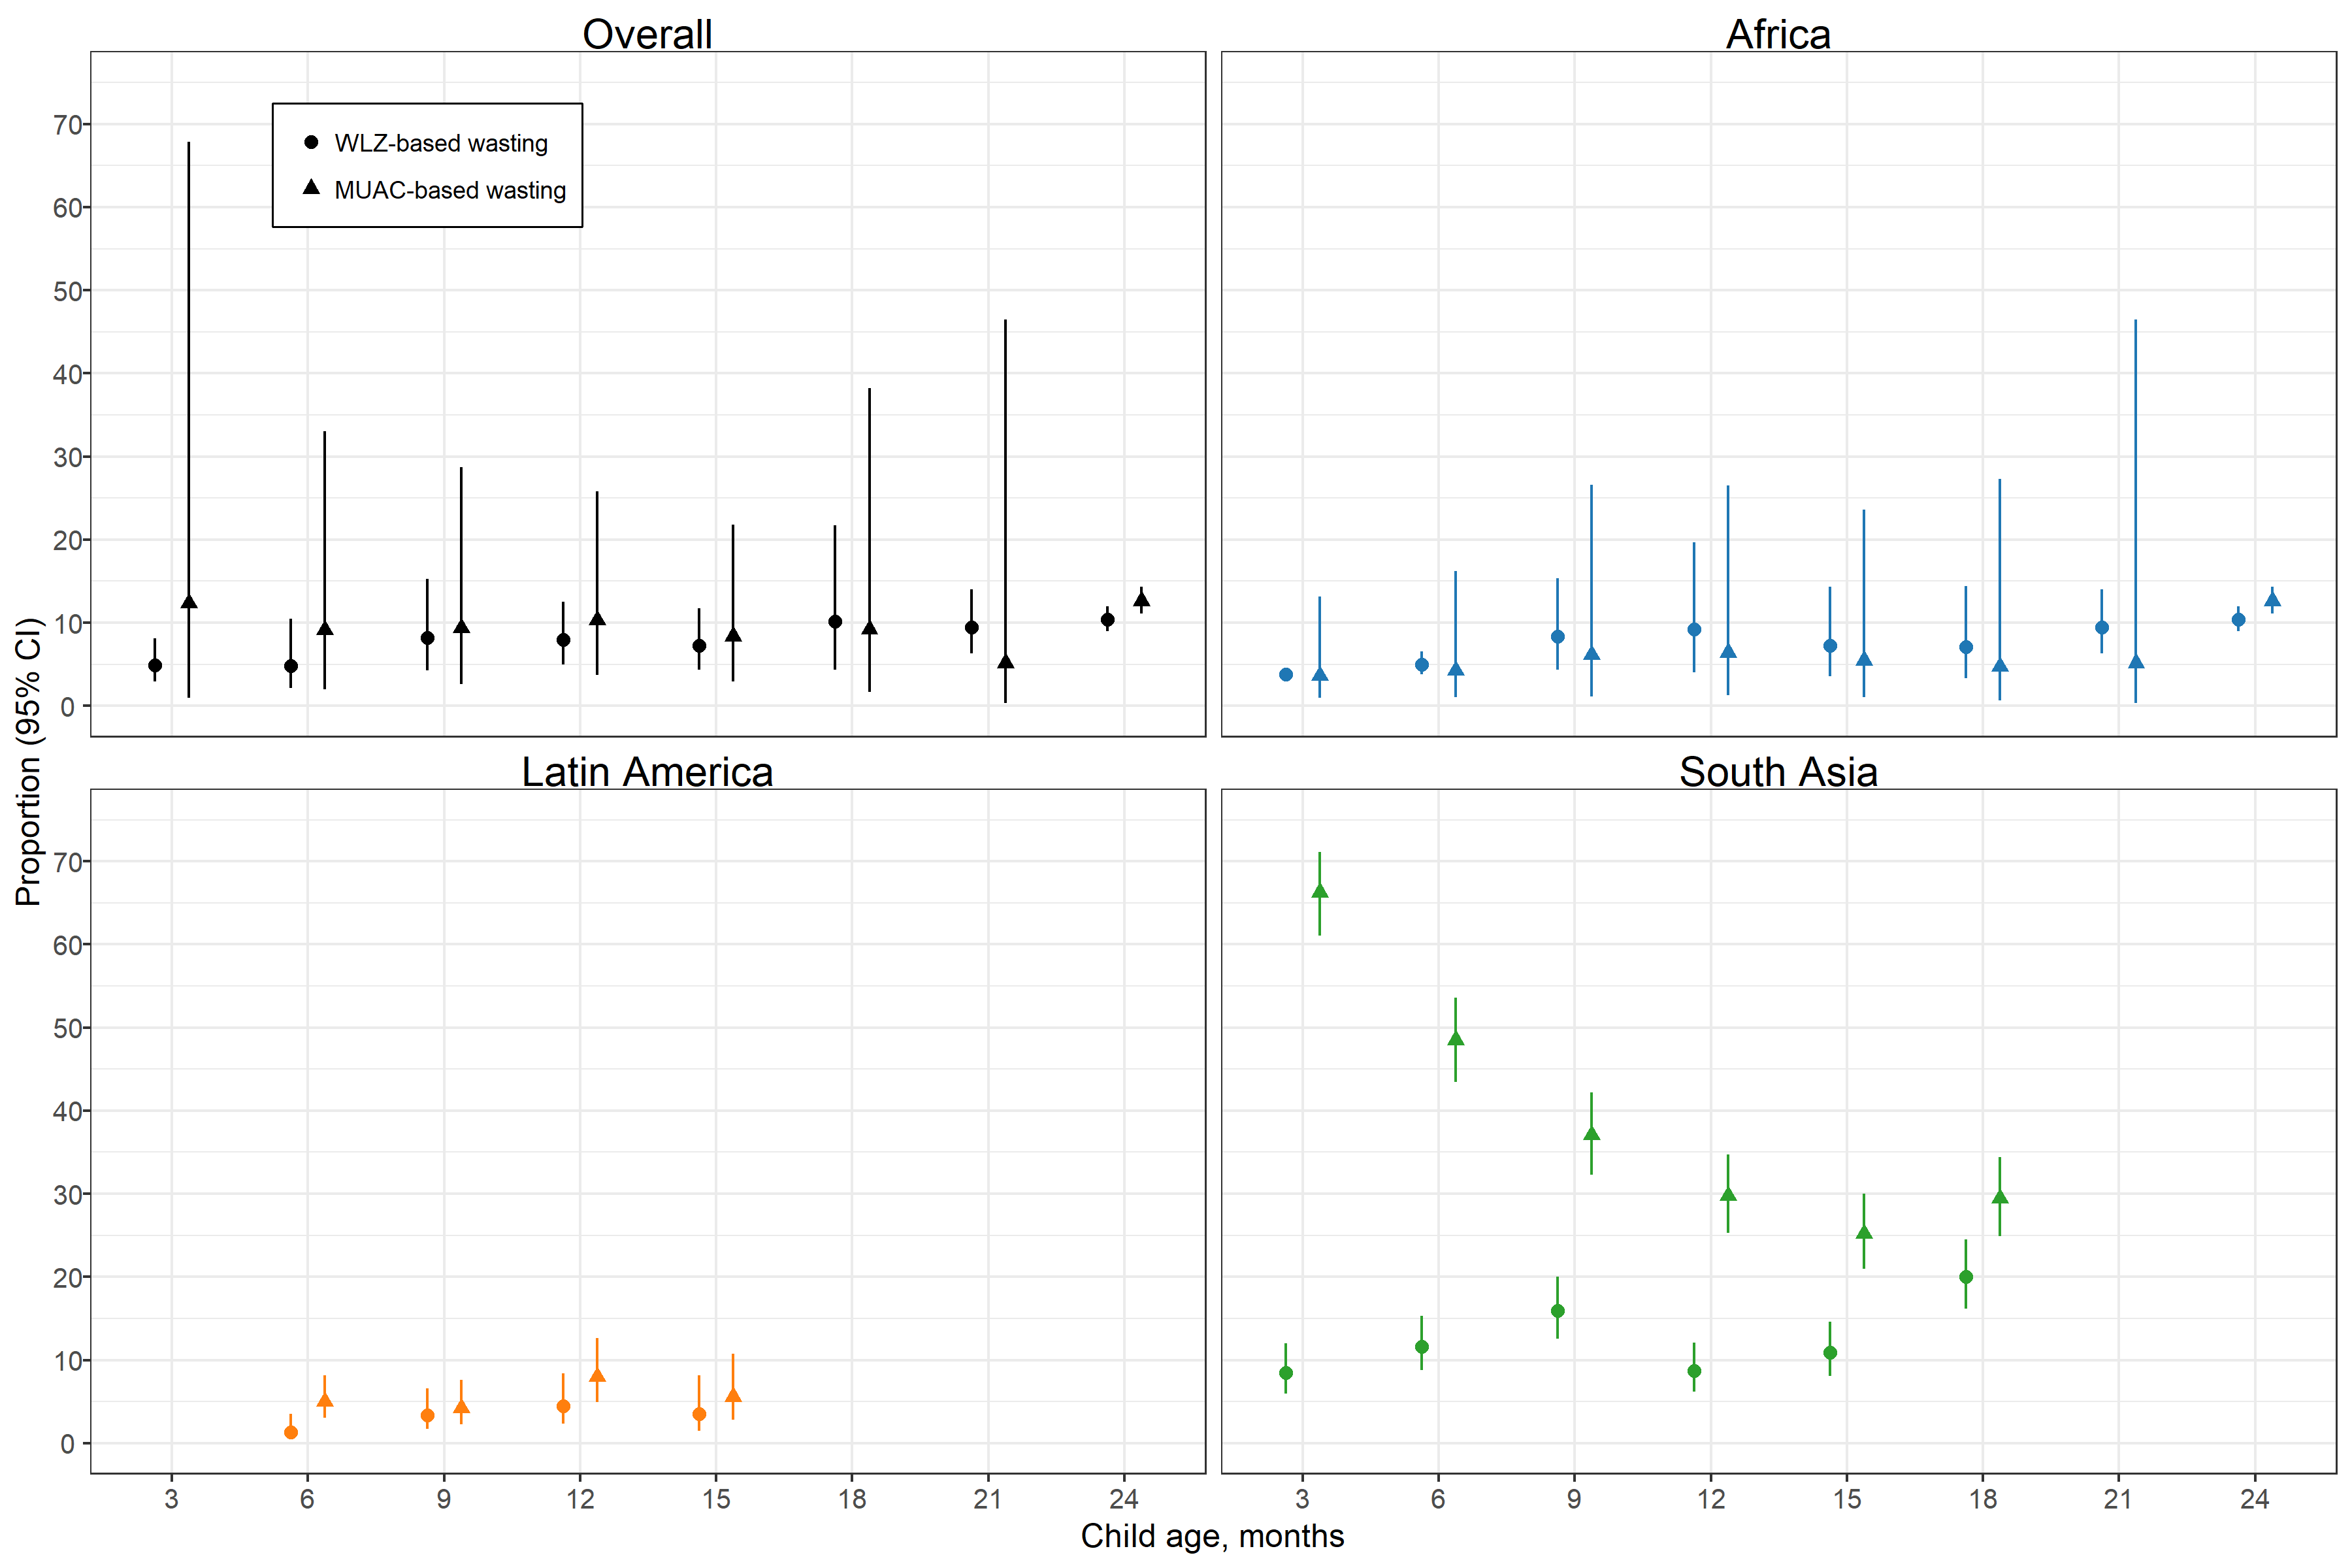 Overall
Africa
WLZ-based wasting
MUAC-based wasting
70
60
50
40
30
20
10
0
Proportion (95% CI)
Latin America
South Asia
70
60
50
40
30
20
10
0
3 6 9 12 15 18 21 24
3 6 9 12 15 18 21 24
Child age, months